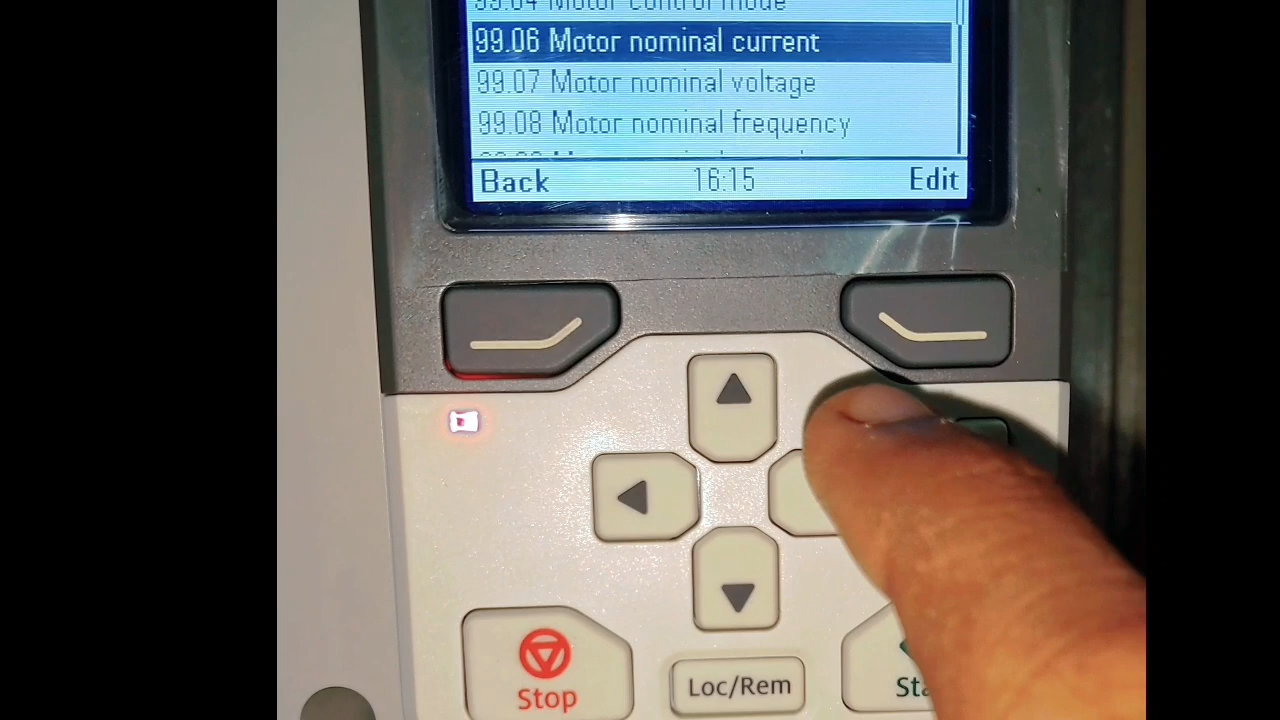 99.04 Motor control mode
99.06 Motor nominal current
99.07 Motor nominal voltage
99.08 Motor nominal frequency
Back 16:15 Edit
Stop
Loc/Rem